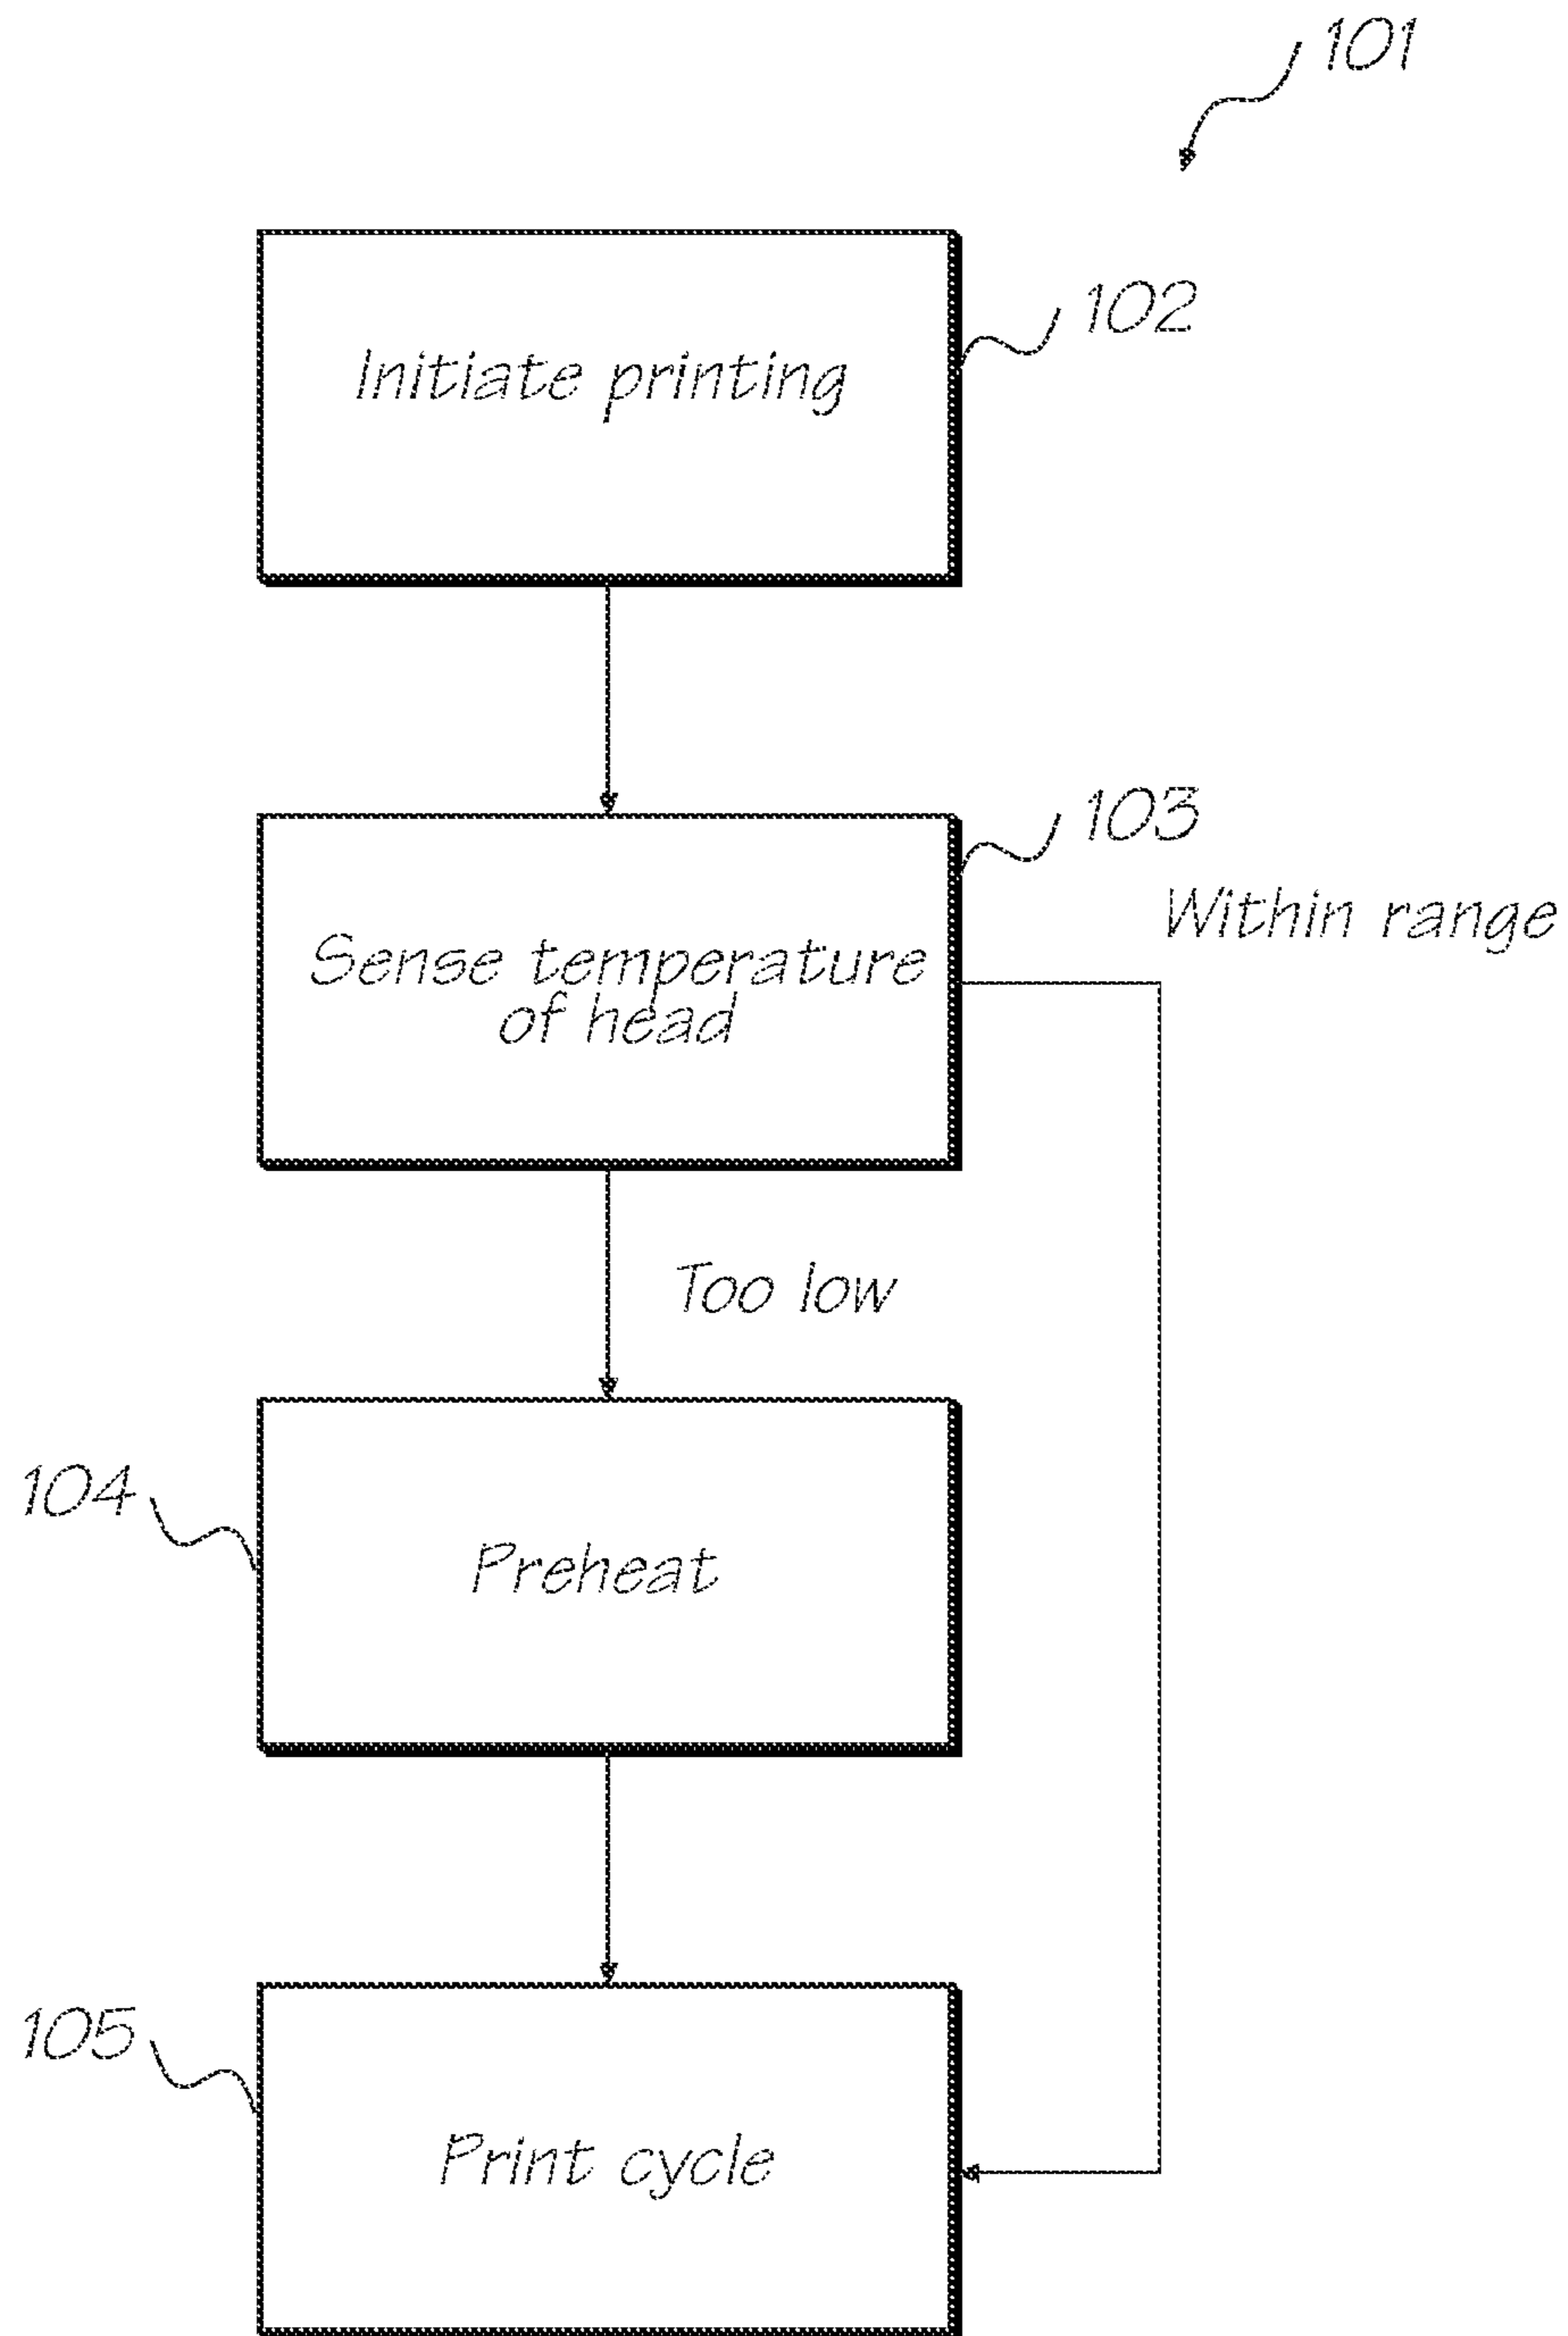 101
Initiate printing
102
103
Within range
Sense temperature
of head
Too low
104
Preheat
105
Print cycle